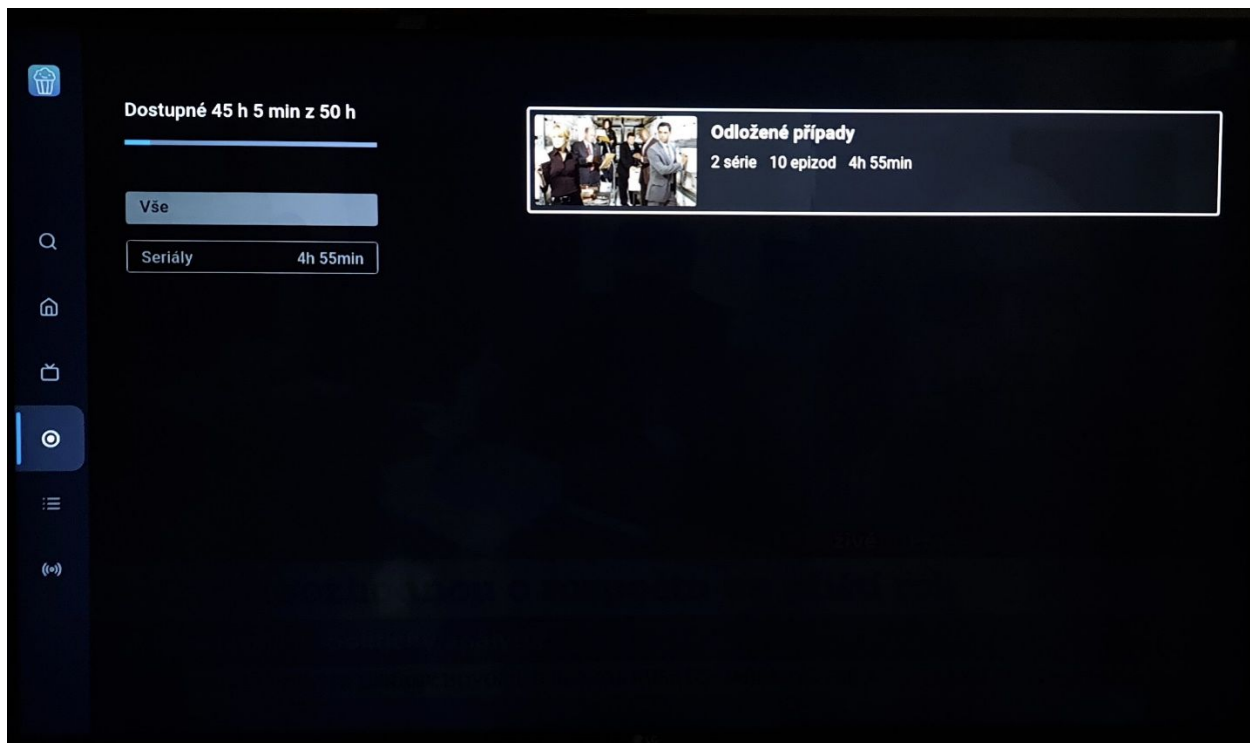 Dostupné 45 h 5 min z 50 h
Vše
Seriály 4h 55min
Odložené případy
2 série 10 epizod 4h 55min